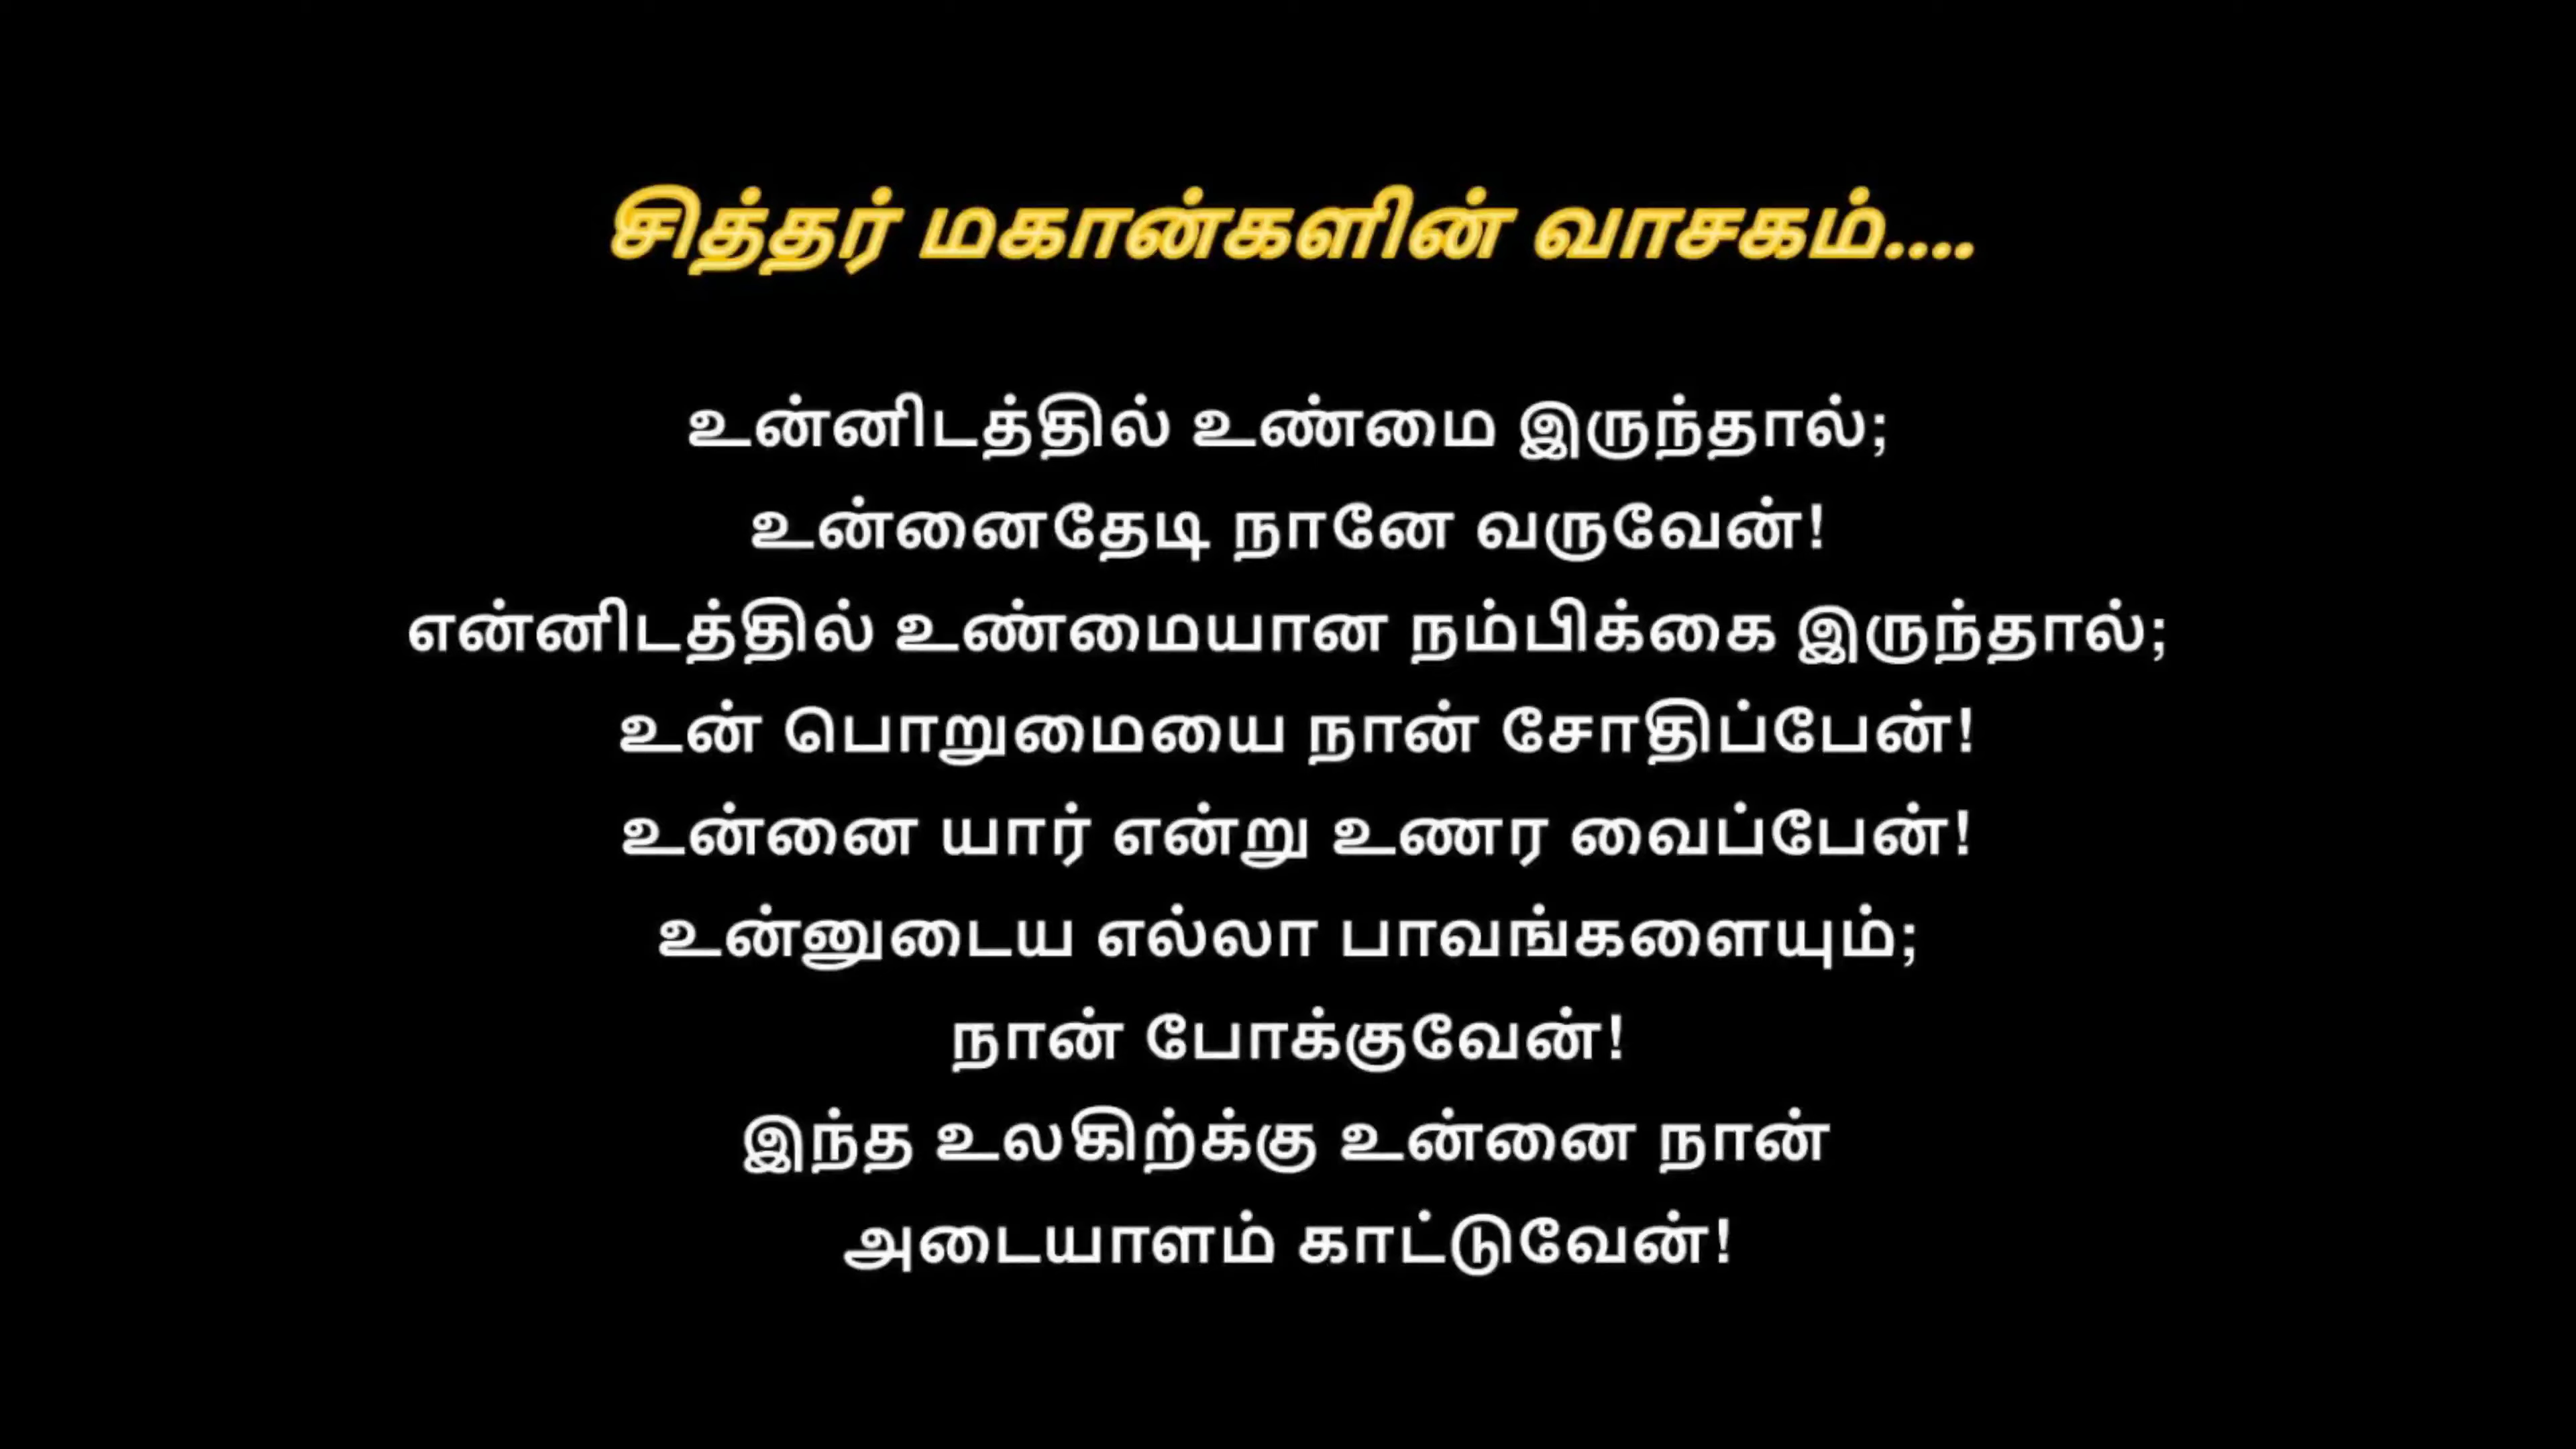 சித்தர் மகான்களின் வாசகம்....
உன்னிடத்தில் உண்மை இருந்தால்;
உன்னைதேடி நானே வருவேன்!
என்னிடத்தில் உண்மையான நம்பிக்கை இருந்தால்;
உன் பொறுமையை நான் சோதிப்பேன்!
உன்னை யார் என்று உணர வைப்பேன்!
உன்னுடைய எல்லா பாவங்களையும்;
நான் போக்குவேன்!
இந்த உலகிற்க்கு உன்னை நான்
அடையாளம் காட்டுவேன்!